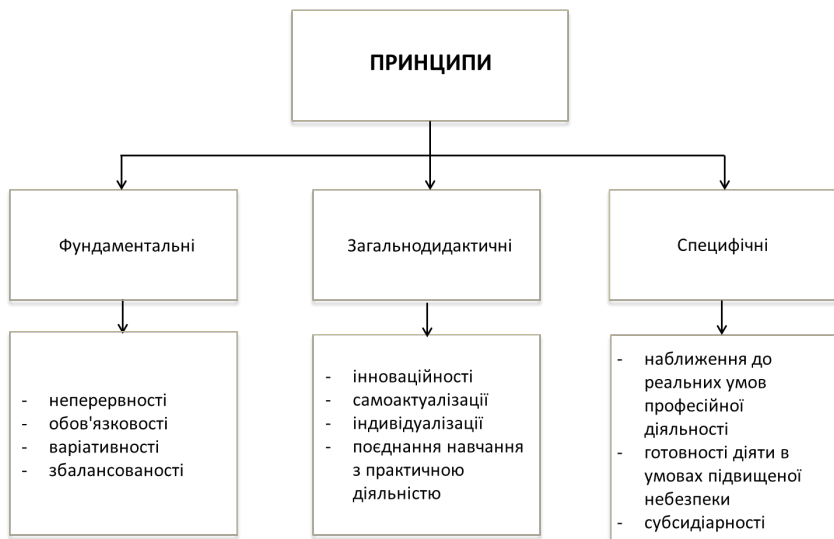 ПРИНЦИПИ
Фундаментальні
Загальнодидактичні
Специфічні
- неперервності
- обов'язковості
- варіативності
- збалансованості
- інноваційності
- самоактуалізації
- індивідуалізації
- поєднання навчання
з практичною
діяльністю
- наближення до
реальних умов
професійної
діяльності
- готовності діяти в
умовах підвищеної
небезпеки
- субсидіарності